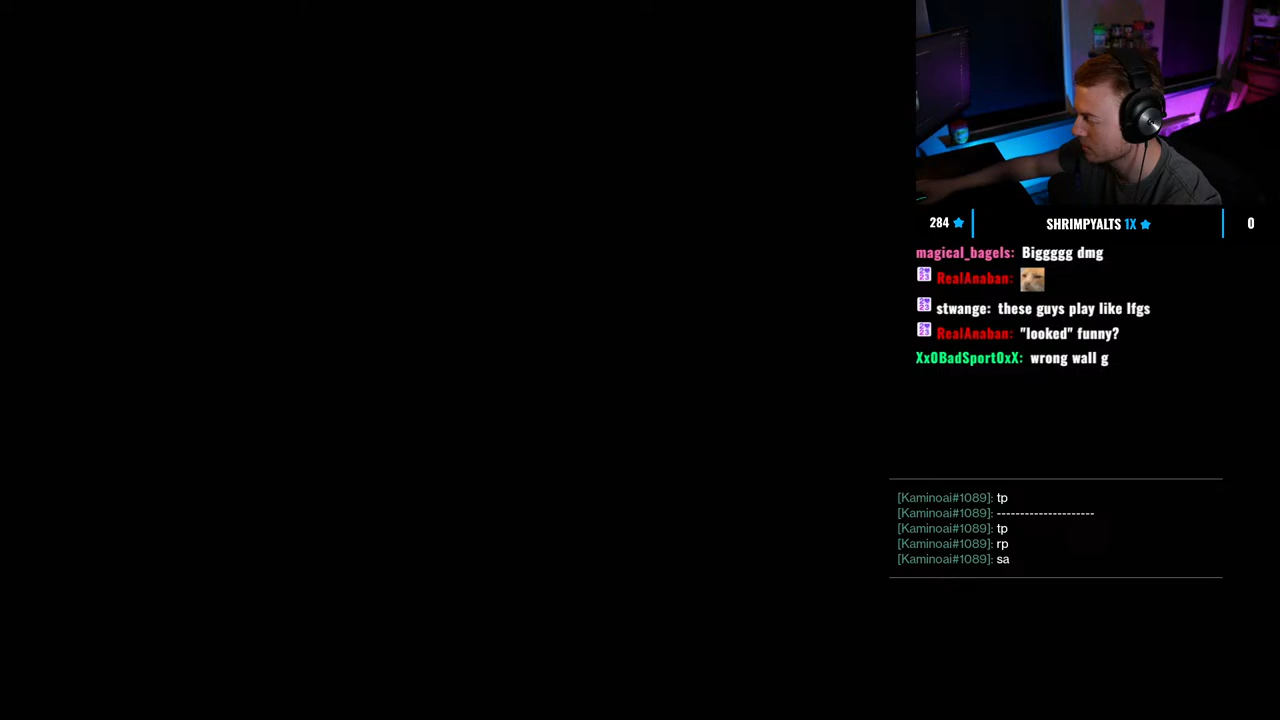 284
SHRIMPYALTS 1X
0
magical_bagels: Biggggg dmg
RealAnaban:
stwange: these guys play like lfgs
RealAnaban: "looked" funny?
XxOBadSportOxX: wrong wall g
[Kaminoai#1089]: tp
[Kaminoai#1089]: ---------------------
[Kaminoai#1089]: tp
[Kaminoai#1089]: rp
[Kaminoai#1089]: sa